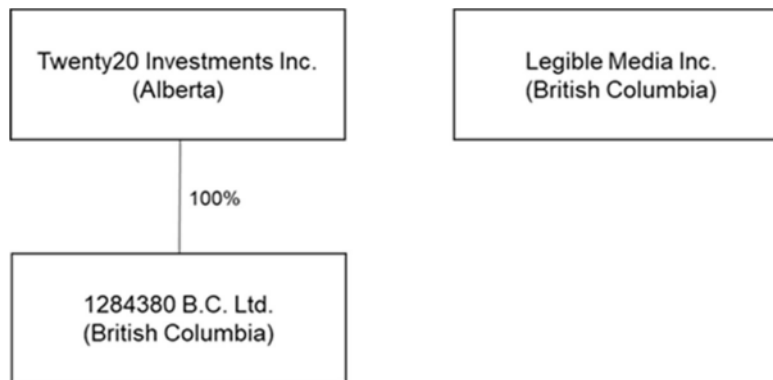 Twenty20 Investments Inc.
(Alberta)
Legible Media Inc.
(British Columbia)
100%
1284380 B.C. Ltd.
(British Columbia)